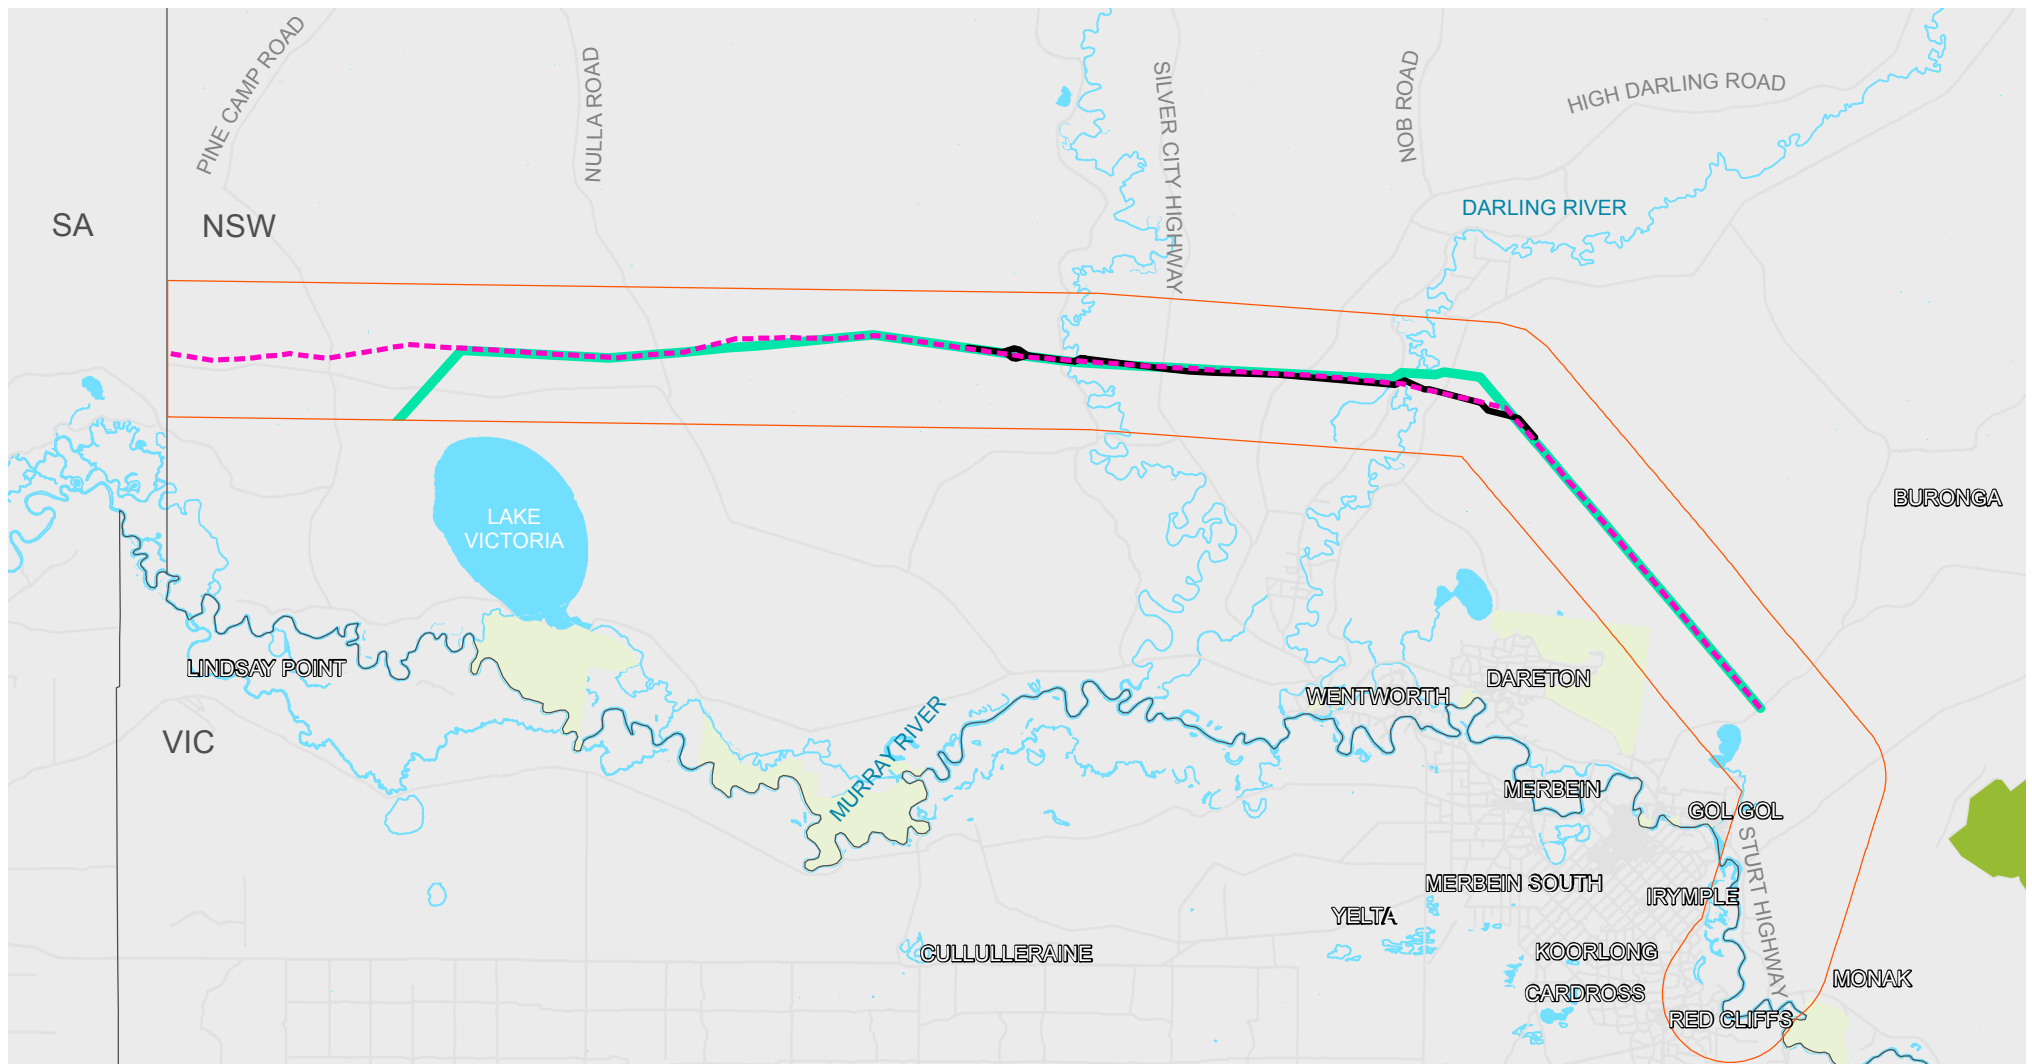 PINE CAMP ROAD
NULLA ROAD
SILVER CITY HIGHWAY
NOB ROAD
HIGH DARLING ROAD
SA
NSW
DARLING RIVER
BURONGA
LAKE
VICTORIA
LINDSAY POINT
DARETON
WENTWORTH
VIC
MURRAY RIVER
MERBEIN
GOL GOL
STURT HIGHWAY
MERBEIN SOUTH
IRYMPLE
YELTA
CULLULLERAINE
KOORLONG
MONAK
CARDROSS
RED CLIFFS